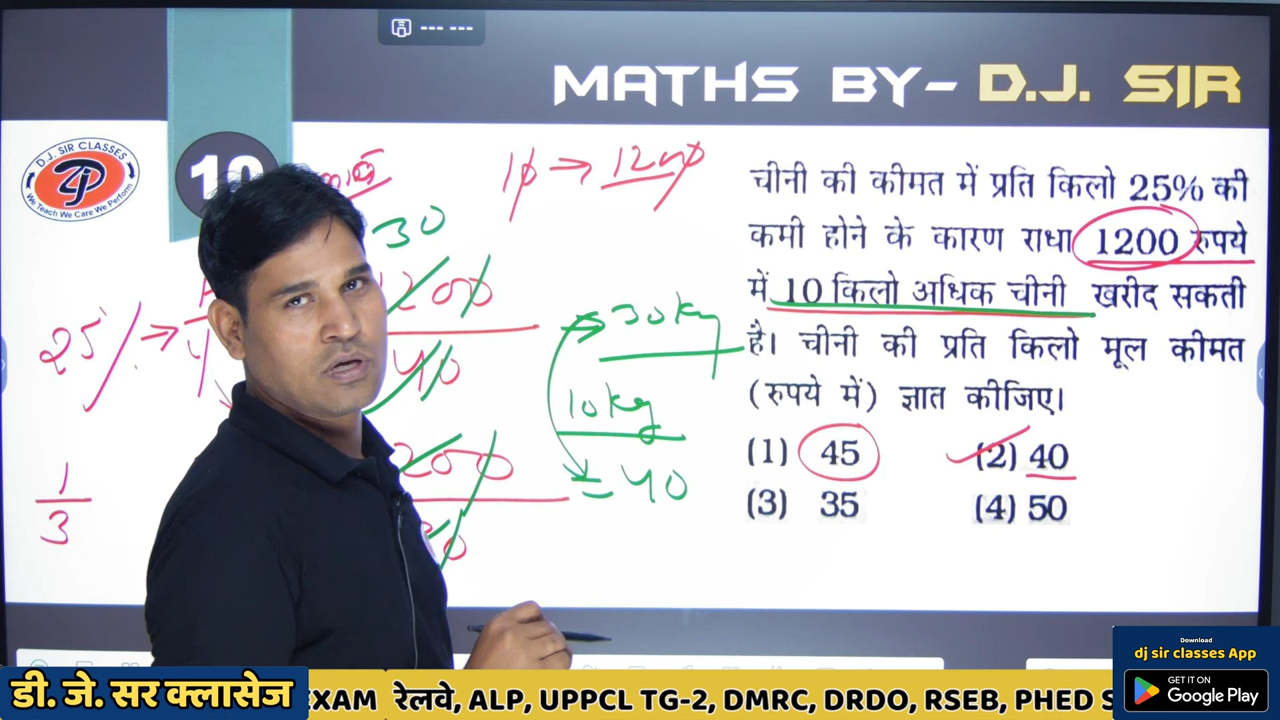 MATHS BY- D.J. SIR
D.J. SIR CLASSES
We Teach We Care We Perform
10
30
1200
40
25% →
1
3
10 → 1200
30kg
10kg
= 40
चीनी की कीमत में प्रति किलो 25% की
कमी होने के कारण राधा 1200 रुपये
में 10 किलो अधिक चीनी खरीद सकती
है। चीनी की प्रति किलो मूल कीमत
(रुपये में) ज्ञात कीजिए।
(1) 45 (2) 40
(3) 35 (4) 50
डी. जे. सर क्लासेज
EXAM रेलवे, ALP, UPPCL TG-2, DMRC, DRDO, RSEB, PHED
Download
dj sir classes App
GET IT ON
Google Play